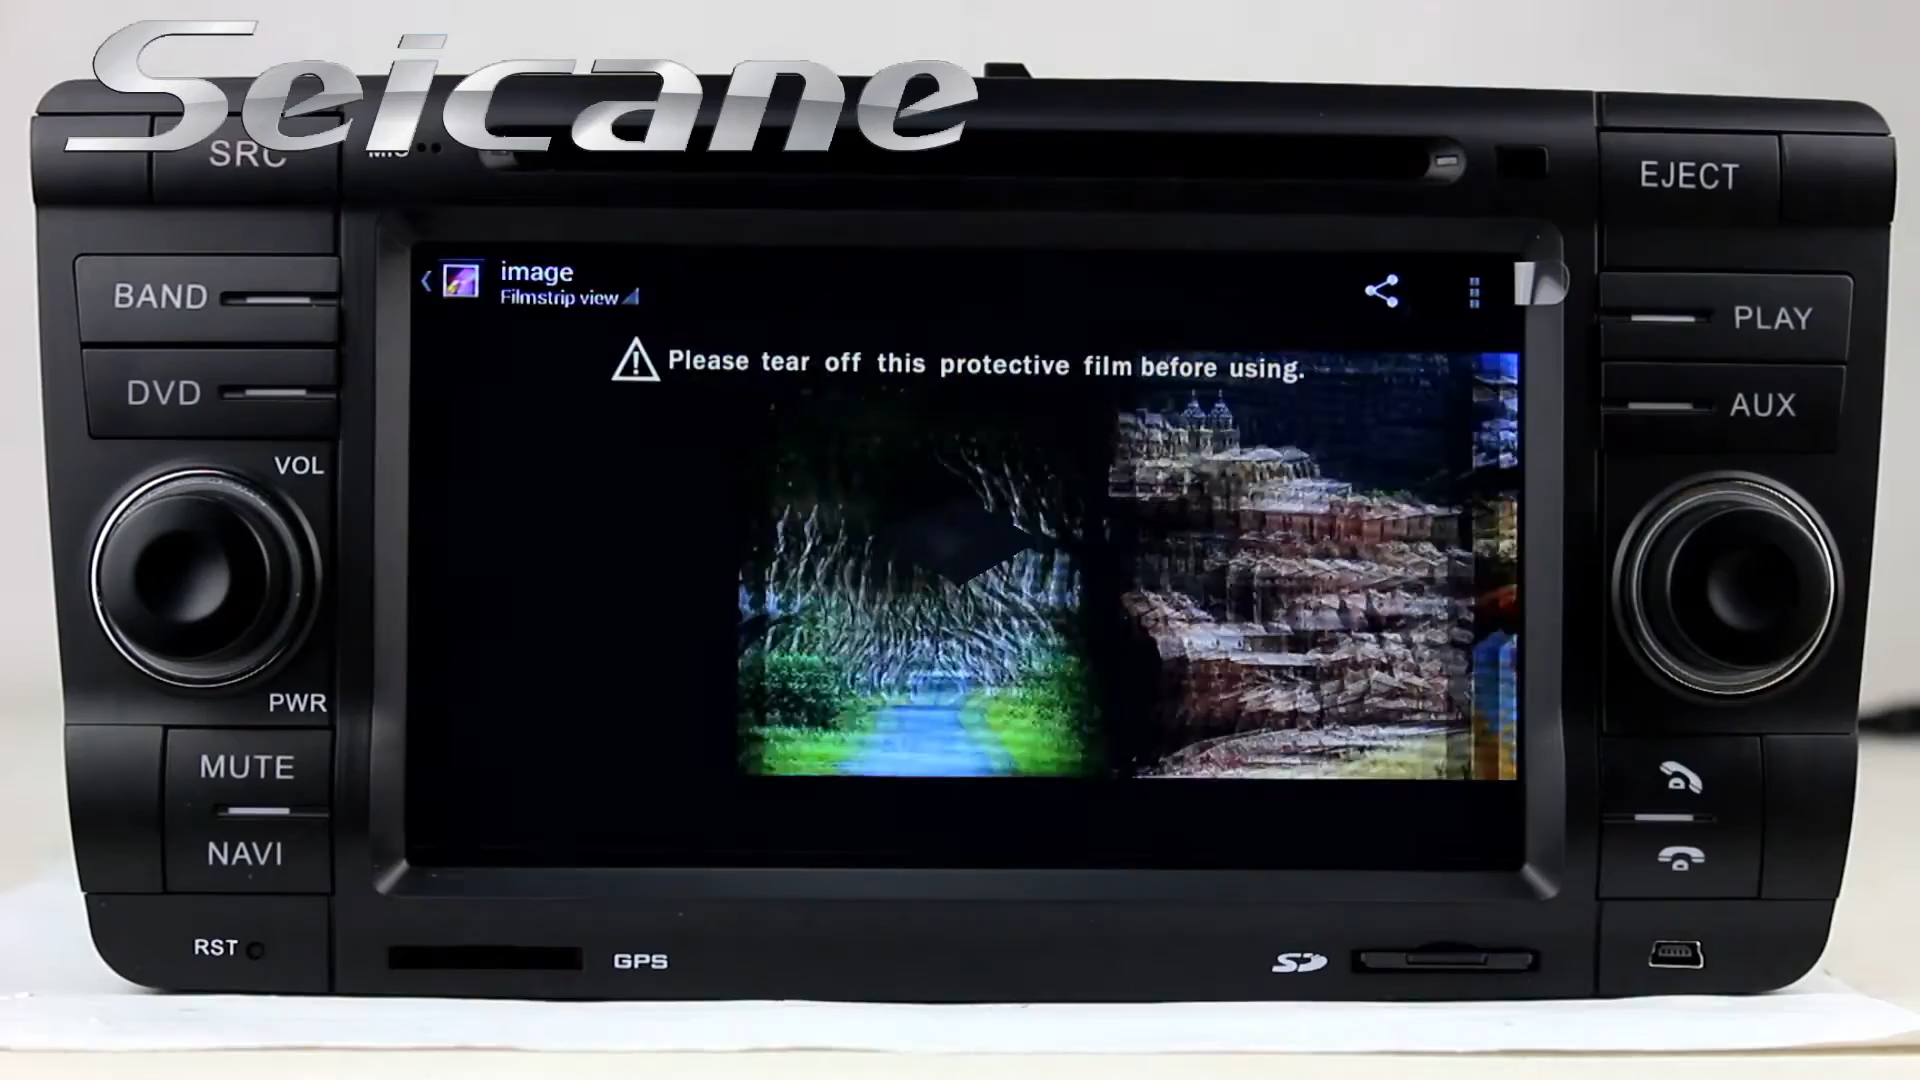 Seicane
SRC
MIC
EJECT
BAND
DVD
VOL
PWR
MUTE
NAVI
RST
image
Filmstrip view
Please tear off this protective film before using.
PLAY
AUX
GPS
SD